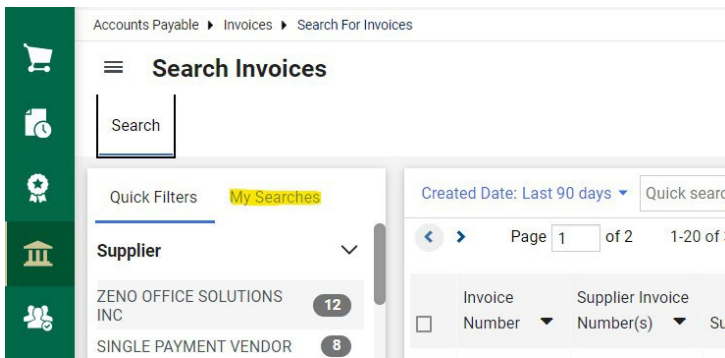 Accounts Payable ▶ Invoices ▶ Search For Invoices
Search Invoices
Search
Quick Filters My Searches
Created Date: Last 90 days Quick
Page 1 of 2 1-20 of
Supplier
ZENO OFFICE SOLUTIONS
INC 12
SINGLE PAYMENT VENDOR 8
Invoice
Number
Supplier Invoice
Number(s)